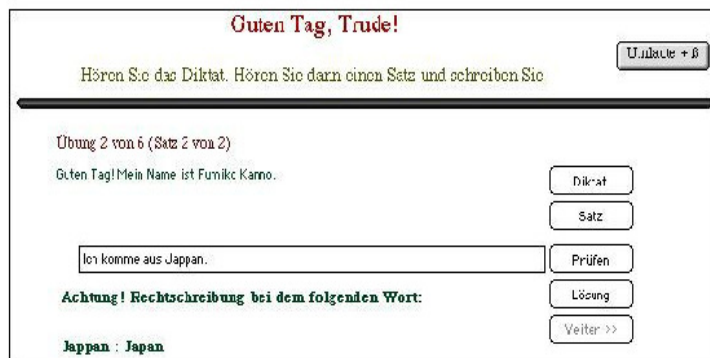 Guten Tag, Trude!
Umlaute + ß
Hören Sie das Diktat. Hören Sie dann einen Satz und schreiben Sie
Übung 2 von 6 (Satz 2 von 2)
Guten Tag! Mein Name ist Fumiko Kanno.
Diktat
Satz
Ich komme aus Jappan.
Prüfen
Achtung! Rechtschreibung bei dem folgenden Wort:
Lösung
Weiter >>
Jappan : Japan